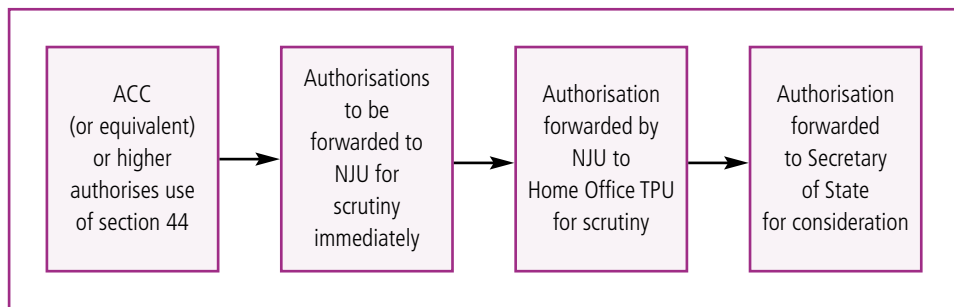 ACC
(or equivalent)
or higher
authorises use
of section 44
Authorisations
to be
forwarded to
NJU for
scrutiny
immediately
Authorisation
forwarded by
NJU to
Home Office TPU
for scrutiny
Authorisation
forwarded
to Secretary
of State
for consideration